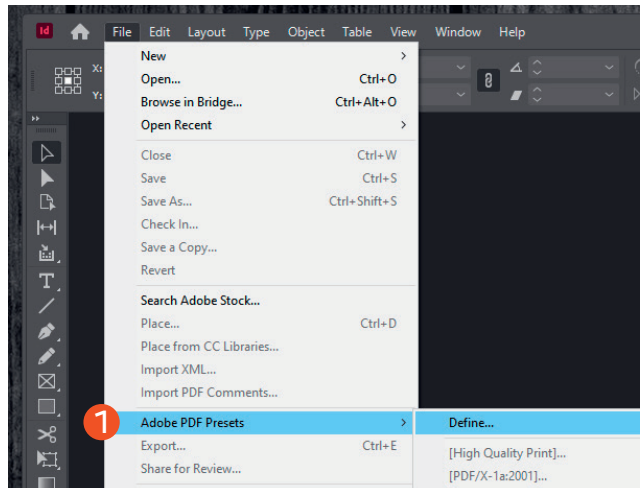 Id File Edit Layout Type Object Table View Window Help
X:
Y:
New >
Open... Ctrl+O
Browse in Bridge... Ctrl+Alt+O
Open Recent >
Close Ctrl+W
Save Ctrl+S
Save As... Ctrl+Shift+S
Check In...
Save a Copy...
Revert
Search Adobe Stock...
Place... Ctrl+D
Place from CC Libraries...
Import XML...
Import PDF Comments...
1 Adobe PDF Presets > Define...
Export... Ctrl+E
[High Quality Print]...
Share for Review...
[PDF/X-1a:2001]...